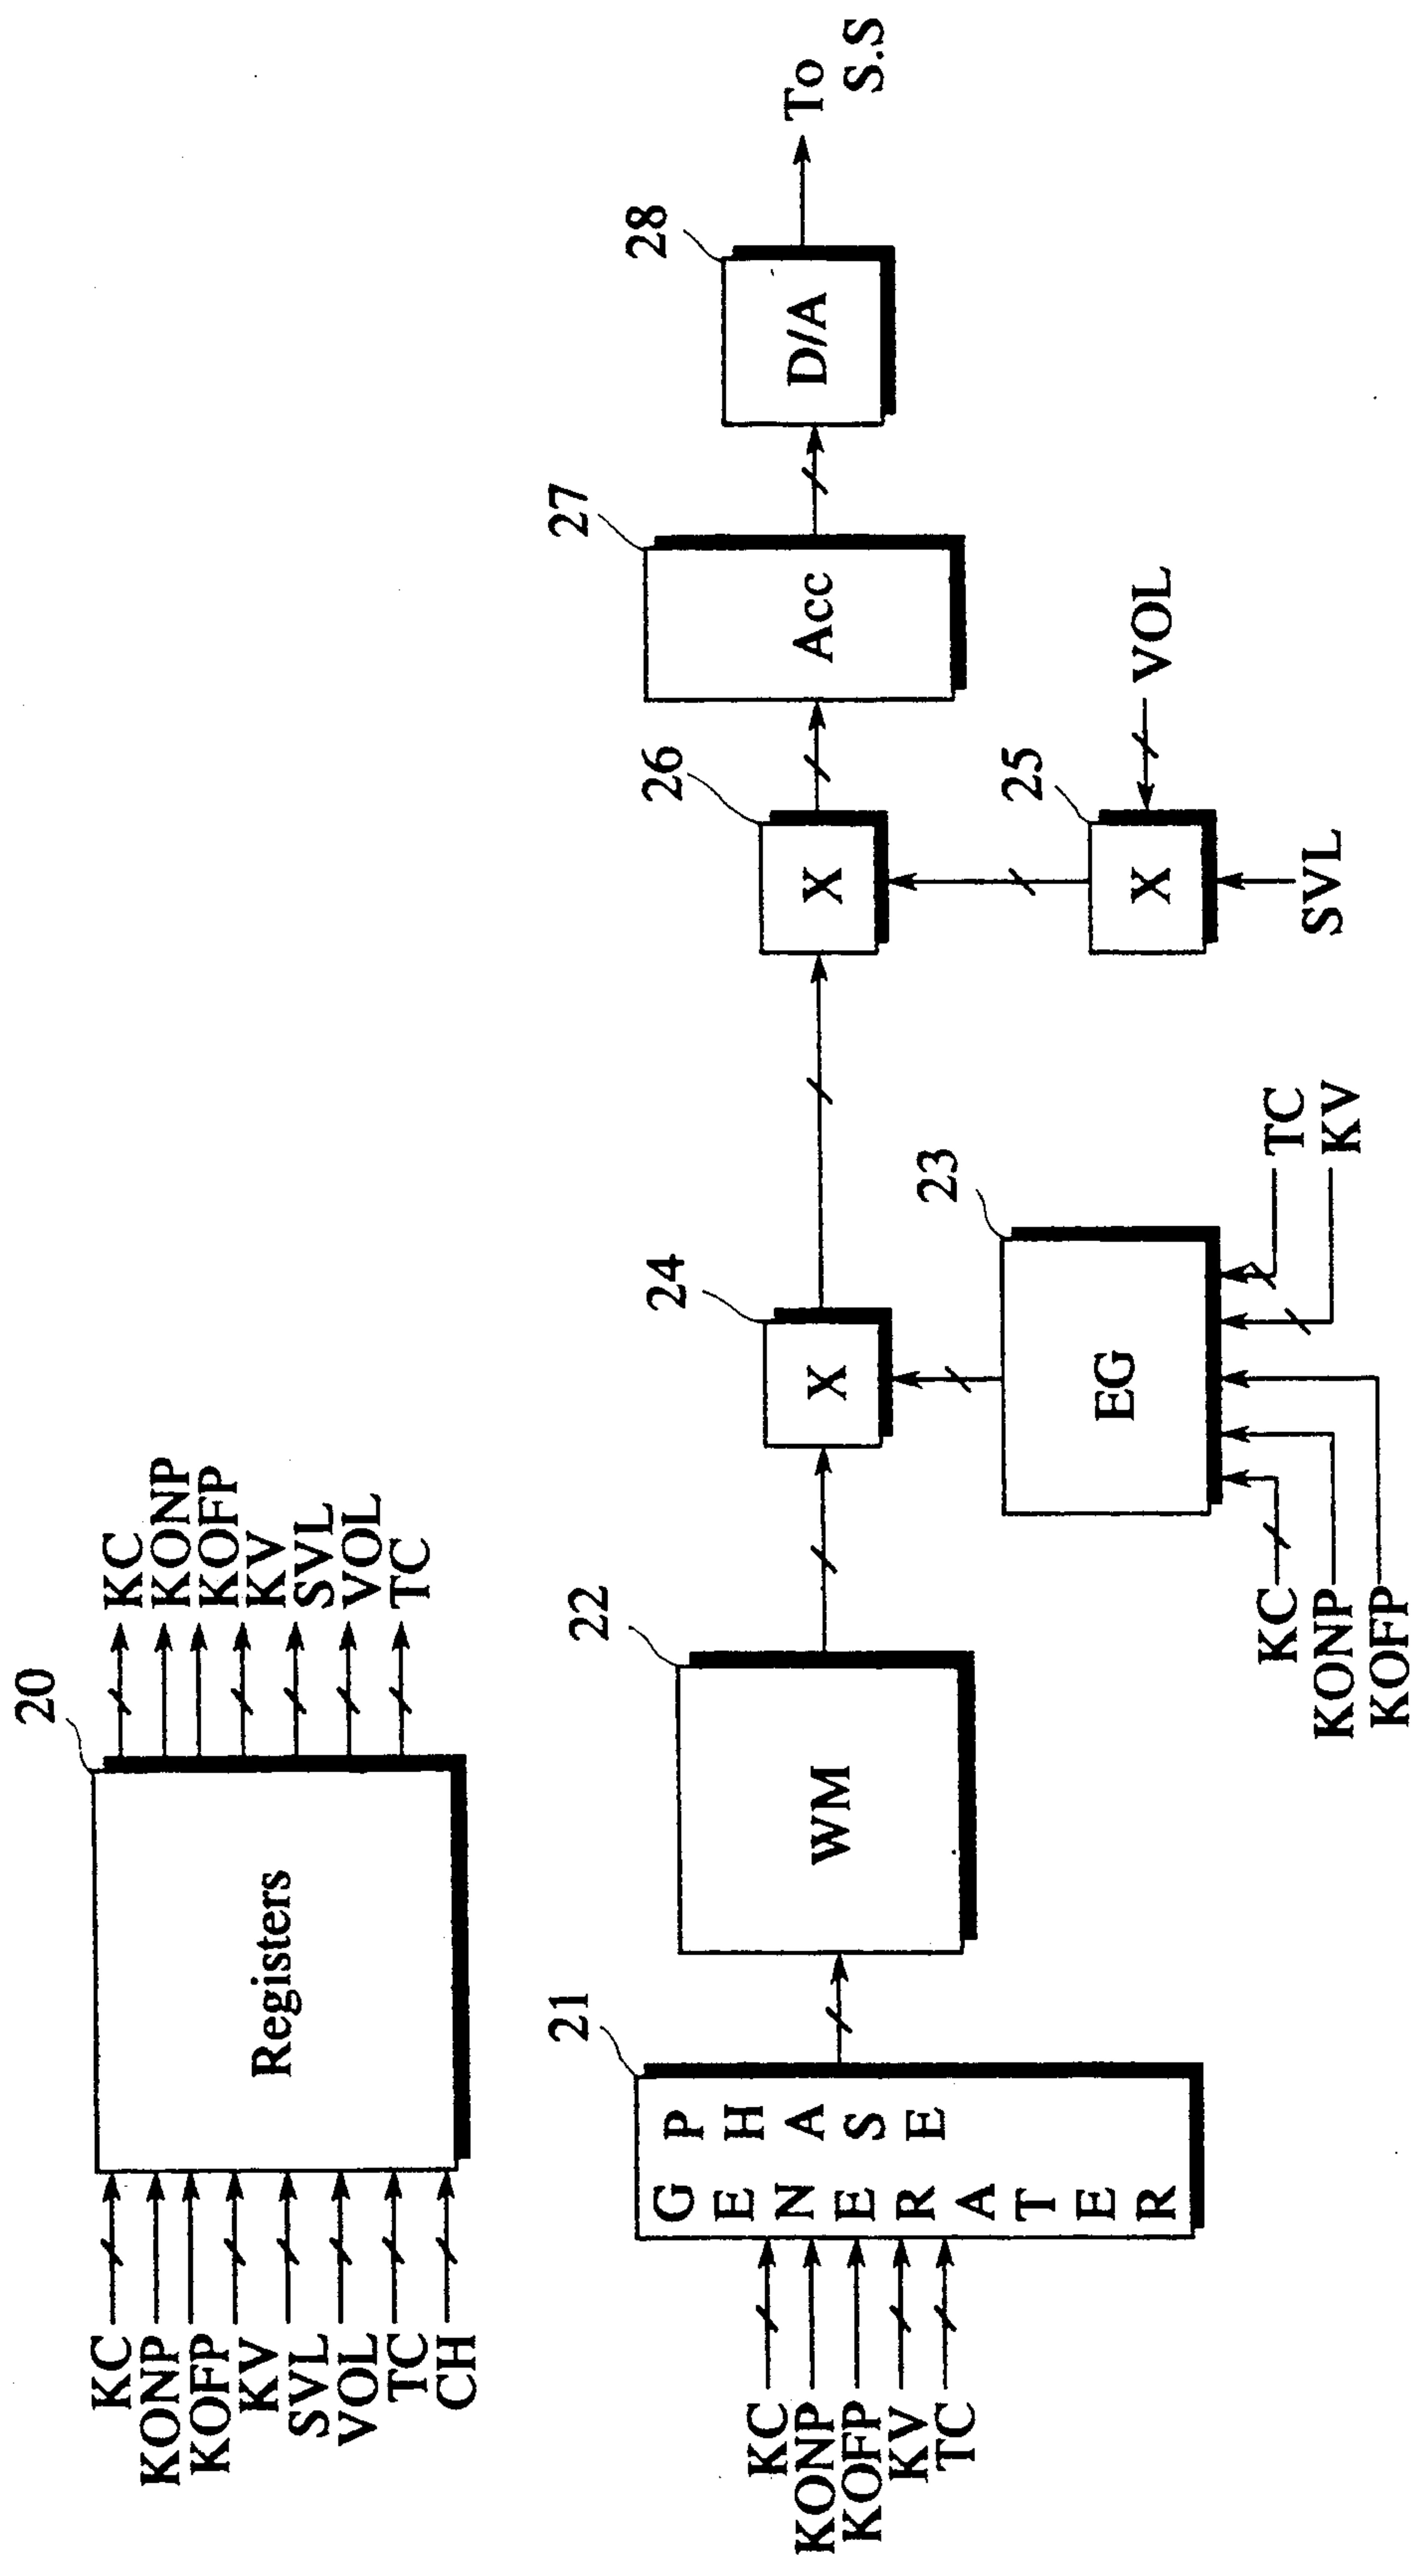 20
KC
KONP
KOFP
KV
SVL
VOL
TC
CH
Registers
KC
KONP
KOFP
KV
SVL
VOL
TC
KC
KONP
KOFP
KV
TC
21
PHASE
GENERATER
22
WM
24
X
23
EG
KC
KONP
KOFP
TC
KV
26
X
25
X
VOL
SVL
27
Acc
28
D/A
To
S.S